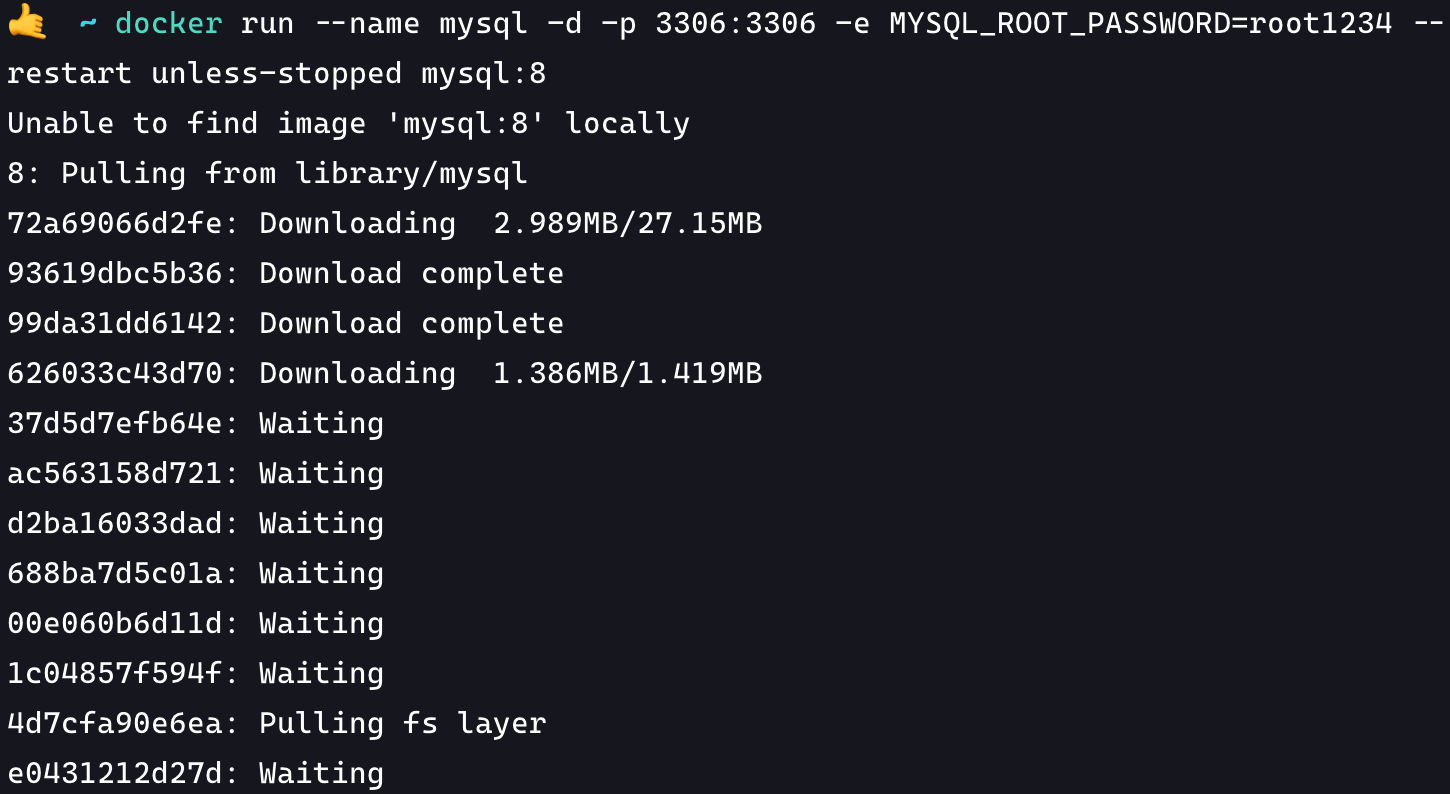 🤙 ~ docker run --name mysql -d -p 3306:3306 -e MYSQL_ROOT_PASSWORD=root1234 --
restart unless-stopped mysql:8
Unable to find image 'mysql:8' locally
8: Pulling from library/mysql
72a69066d2fe: Downloading  2.989MB/27.15MB
93619dbc5b36: Download complete
99da31dd6142: Download complete
626033c43d70: Downloading  1.386MB/1.419MB
37d5d7efb64e: Waiting
ac563158d721: Waiting
d2ba16033dad: Waiting
688ba7d5c01a: Waiting
00e060b6d11d: Waiting
1c04857f594f: Waiting
4d7cfa90e6ea: Pulling fs layer
e0431212d27d: Waiting